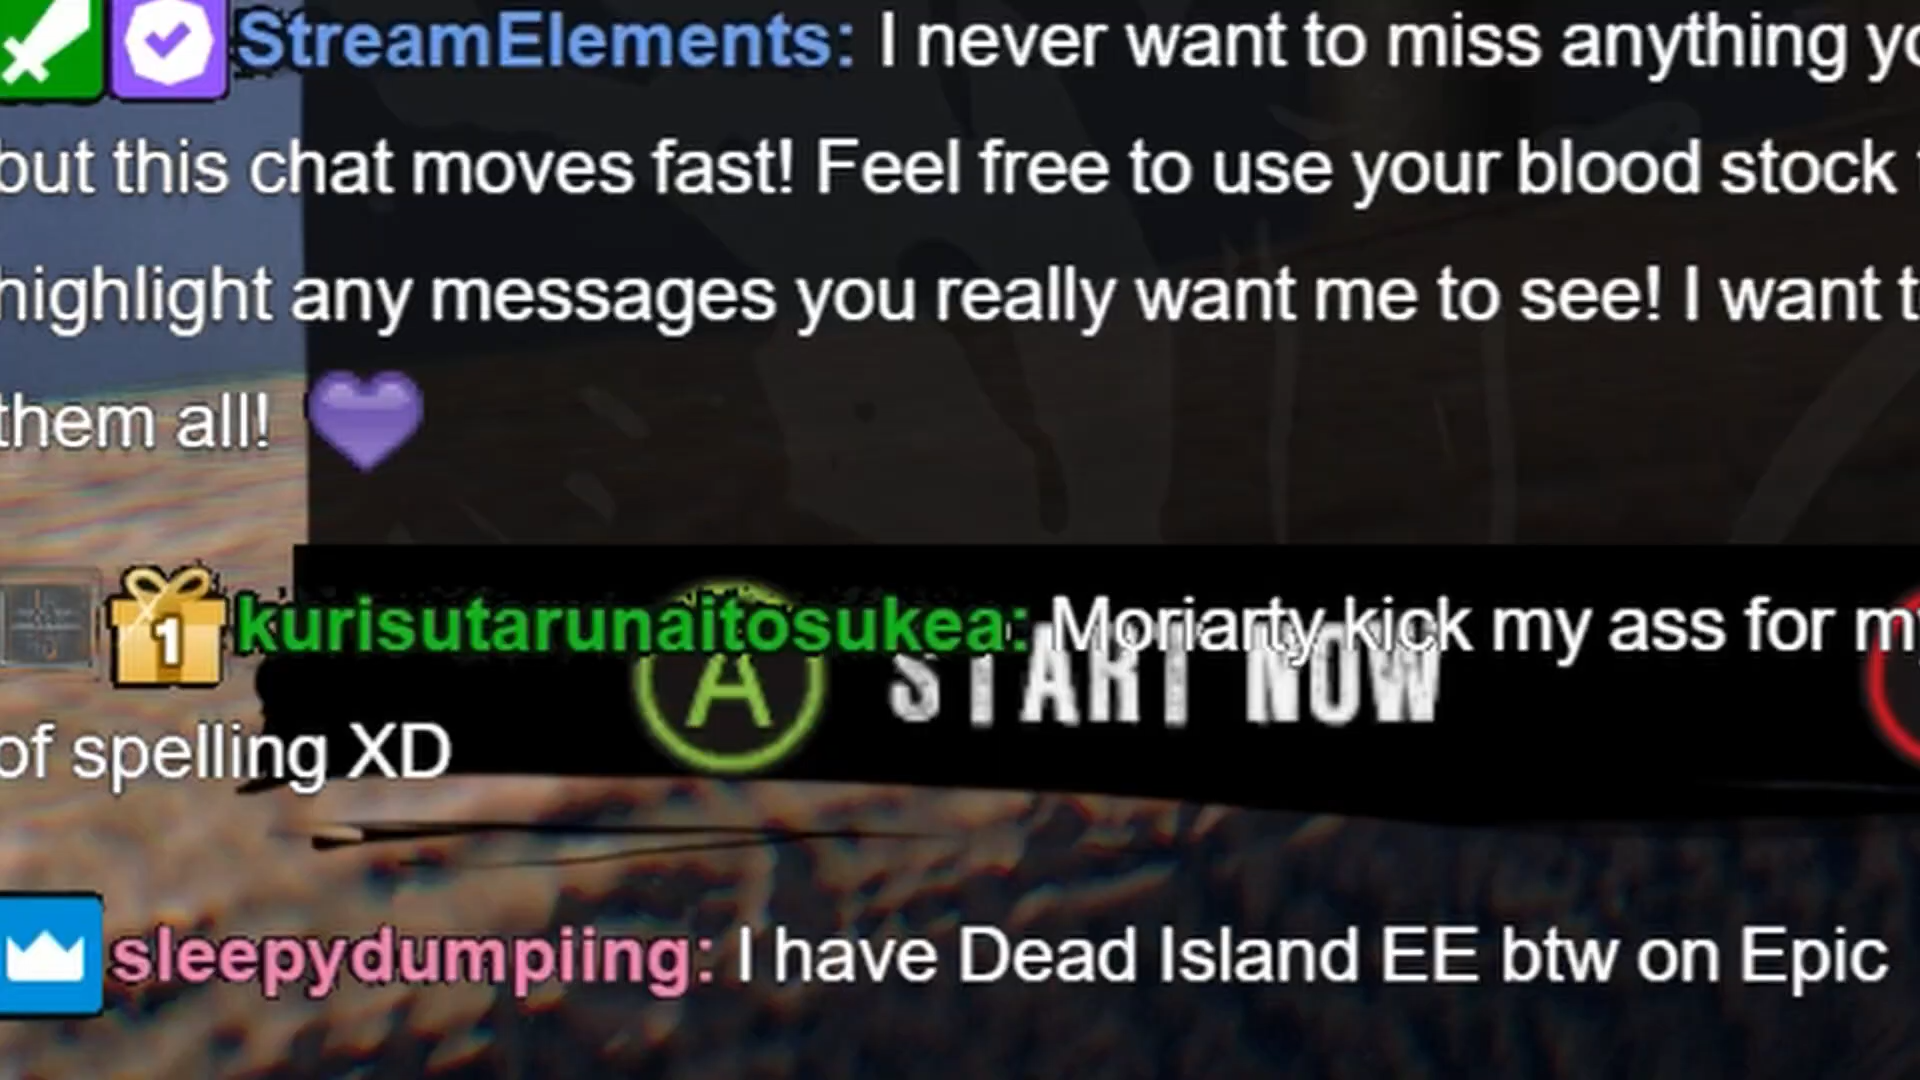 StreamElements: I never want to miss anything
but this chat moves fast! Feel free to use your blood stock
highlight any messages you really want me to see! I want
them all!
1 kurisutarunaitosukea: Moriarty kick my ass for
A START NOW
of spelling XD
sleepydumpiing: I have Dead Island EE btw on Epic